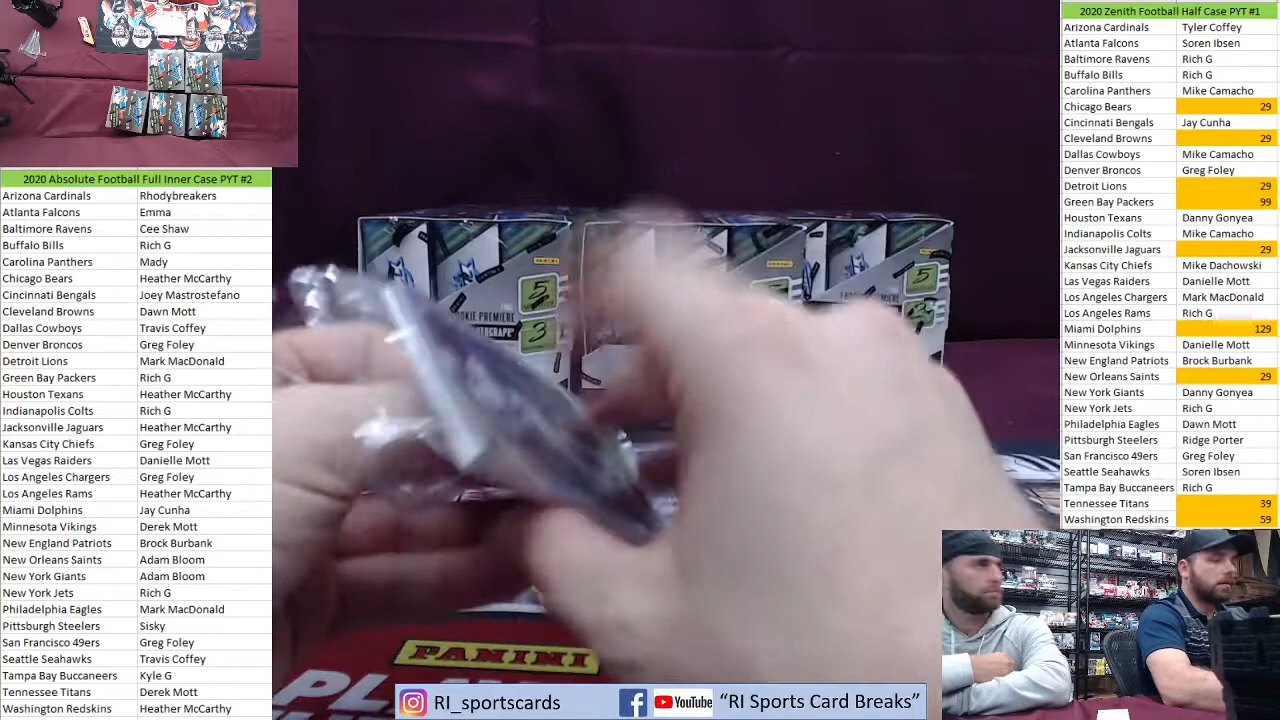 2020 Absolute Football Full Inner Case PYT #2
Arizona Cardinals Rhodybreakers
Atlanta Falcons Emma
Baltimore Ravens Cee Shaw
Buffalo Bills Rich G
Carolina Panthers Mady
Chicago Bears Heather McCarthy
Cincinnati Bengals Joey Mastrostefano
Cleveland Browns Dawn Mott
Dallas Cowboys Travis Coffey
Denver Broncos Greg Foley
Detroit Lions Mark MacDonald
Green Bay Packers Rich G
Houston Texans Heather McCarthy
Indianapolis Colts Rich G
Jacksonville Jaguars Heather McCarthy
Kansas City Chiefs Greg Foley
Las Vegas Raiders Danielle Mott
Los Angeles Chargers Greg Foley
Los Angeles Rams Heather McCarthy
Miami Dolphins Jay Cunha
Minnesota Vikings Derek Mott
New England Patriots Brock Burbank
New Orleans Saints Adam Bloom
New York Giants Adam Bloom
New York Jets Rich G
Philadelphia Eagles Mark MacDonald
Pittsburgh Steelers Sisky
San Francisco 49ers Greg Foley
Seattle Seahawks Travis Coffey
Tampa Bay Buccaneers Kyle G
Tennessee Titans Derek Mott
Washington Redskins Heather McCarthy
5
3
5
PANINI
RI_sportscards
YouTube "RI Sports Card Breaks"
2020 Zenith Football Half Case PYT #1
Arizona Cardinals Tyler Coffey
Atlanta Falcons Soren Ibsen
Baltimore Ravens Rich G
Buffalo Bills Rich G
Carolina Panthers Mike Camacho
Chicago Bears 29
Cincinnati Bengals Jay Cunha
Cleveland Browns 29
Dallas Cowboys Mike Camacho
Denver Broncos Greg Foley
Detroit Lions 29
Green Bay Packers 99
Houston Texans Danny Gonyea
Indianapolis Colts Mike Camacho
Jacksonville Jaguars 29
Kansas City Chiefs Mike Dachowski
Las Vegas Raiders Danielle Mott
Los Angeles Chargers Mark MacDonald
Los Angeles Rams Rich G
Miami Dolphins 129
Minnesota Vikings Danielle Mott
New England Patriots Brock Burbank
New Orleans Saints 29
New York Giants Danny Gonyea
New York Jets Rich G
Philadelphia Eagles Dawn Mott
Pittsburgh Steelers Ridge Porter
San Francisco 49ers Greg Foley
Seattle Seahawks Soren Ibsen
Tampa Bay Buccaneers Rich G
Tennessee Titans 39
Washington Redskins 59